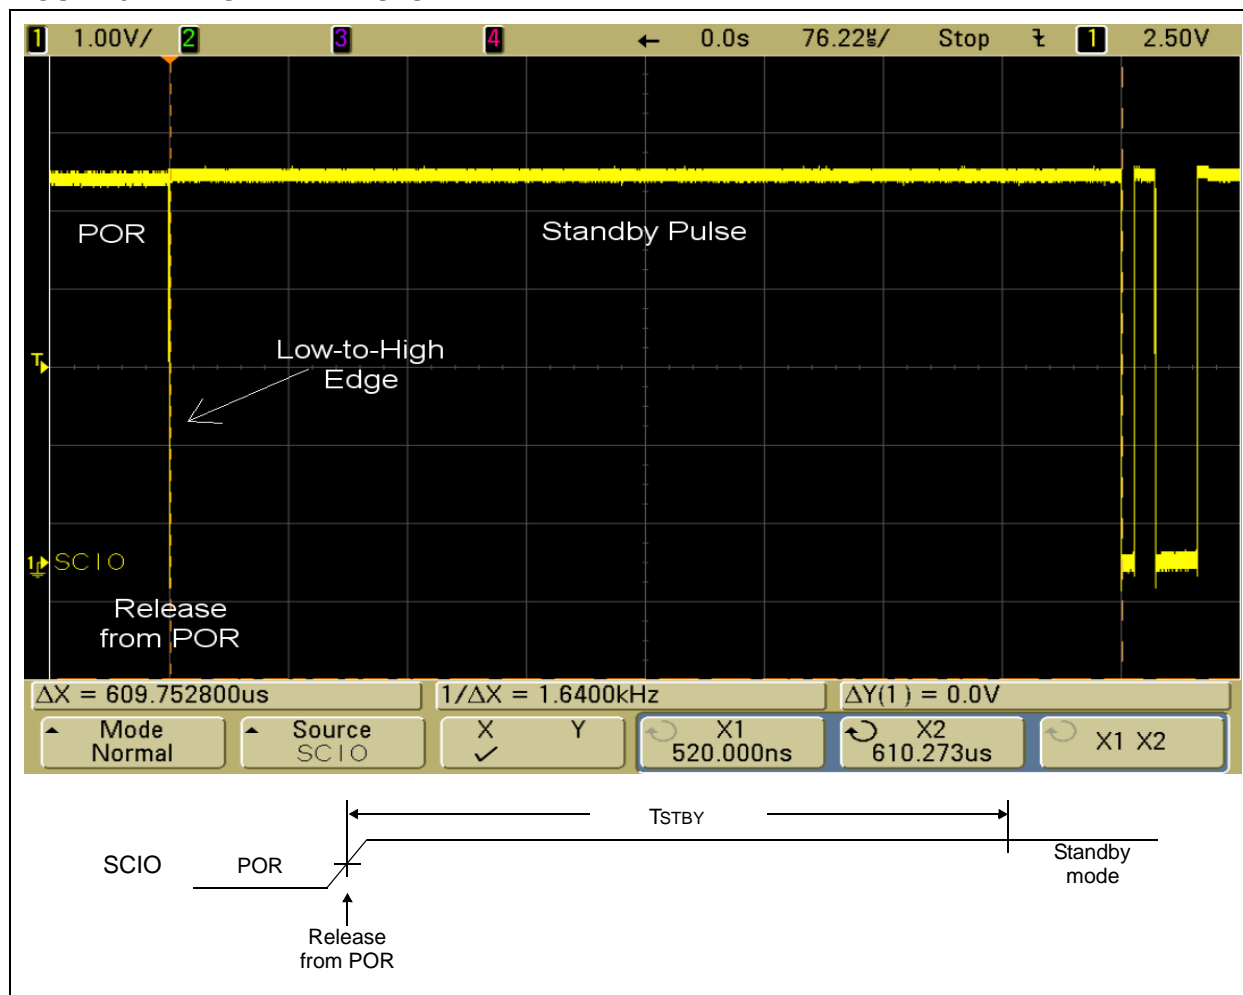 1 1.00V/ 2 3 4 ← 0.0s 76.22µs/ Stop 1 2.50V
POR
Standby Pulse
T
Low-to-High
Edge
1 SCIO
Release
from POR
ΔX = 609.752800us 1/ΔX = 1.6400kHz ΔY(1) = 0.0V
Mode
Normal
Source
SCIO
X Y
✓
X1
520.000ns
X2
610.273us
X1 X2
TSTBY
SCIO
POR
Standby
mode
Release
from POR